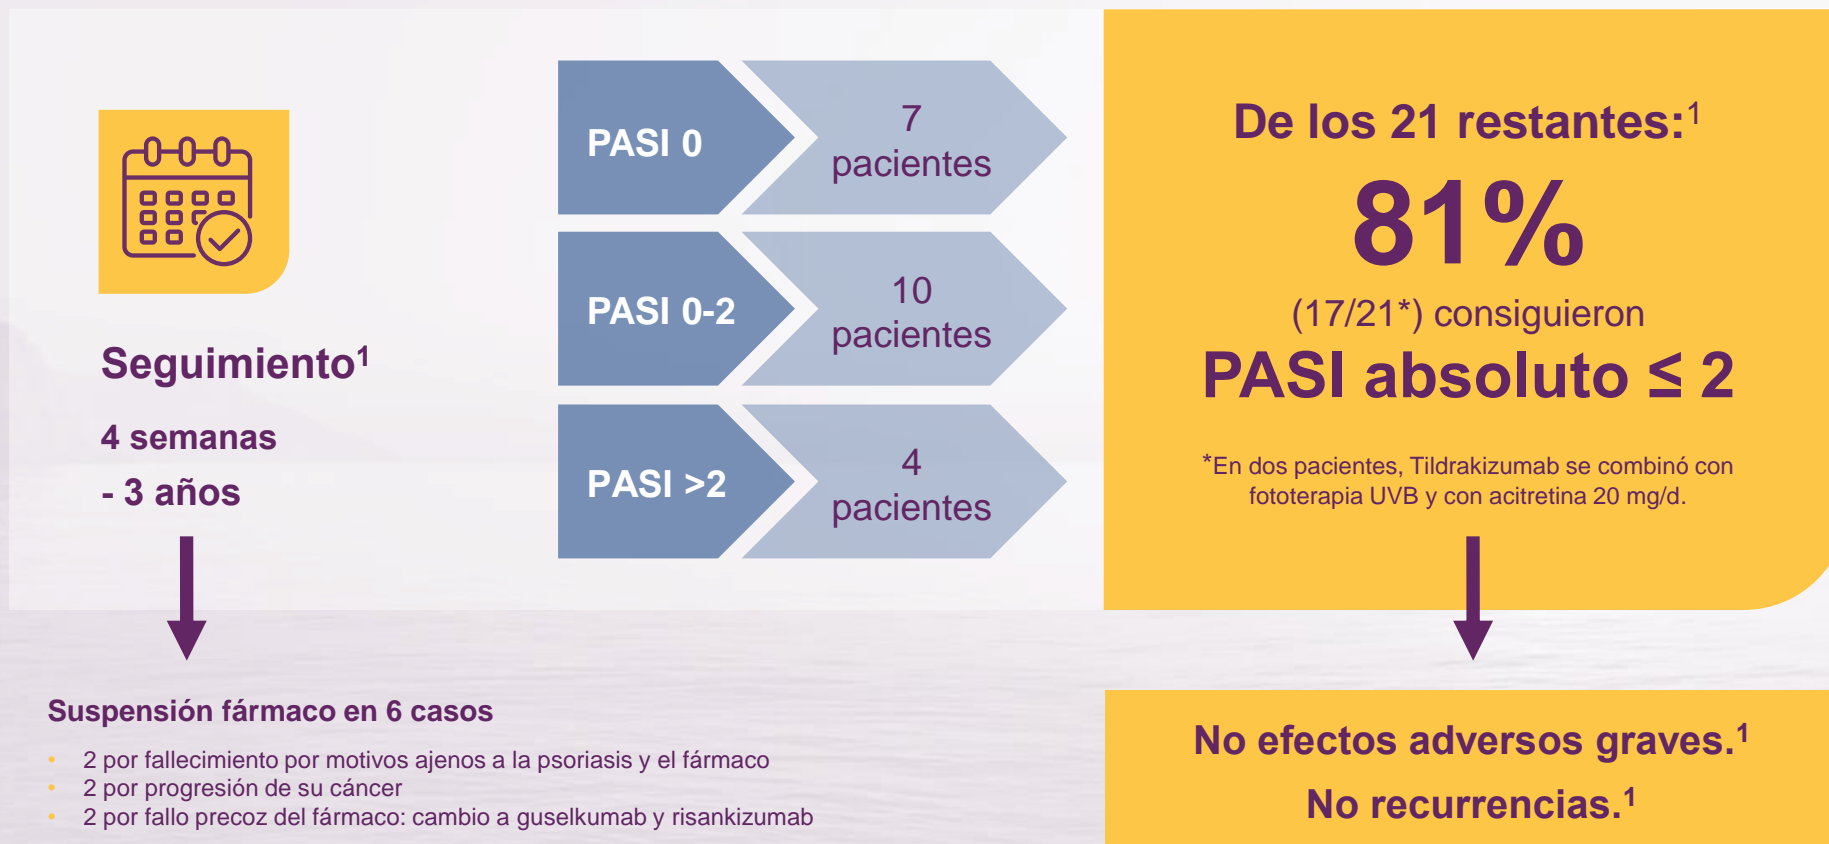 Seguimiento¹
4 semanas
- 3 años
PASI 0
7
pacientes
PASI 0-2
10
pacientes
PASI >2
4
pacientes
De los 21 restantes:¹
81%
(17/21*) consiguieron
PASI absoluto ≤ 2
*En dos pacientes, Tildrakizumab se combinó con
fototerapia UVB y con acitretina 20 mg/d.
Suspensión fármaco en 6 casos
• 2 por fallecimiento por motivos ajenos a la psoriasis y el fármaco
• 2 por progresión de su cáncer
• 2 por fallo precoz del fármaco: cambio a guselkumab y risankizumab
No efectos adversos graves.¹
No recurrencias.¹